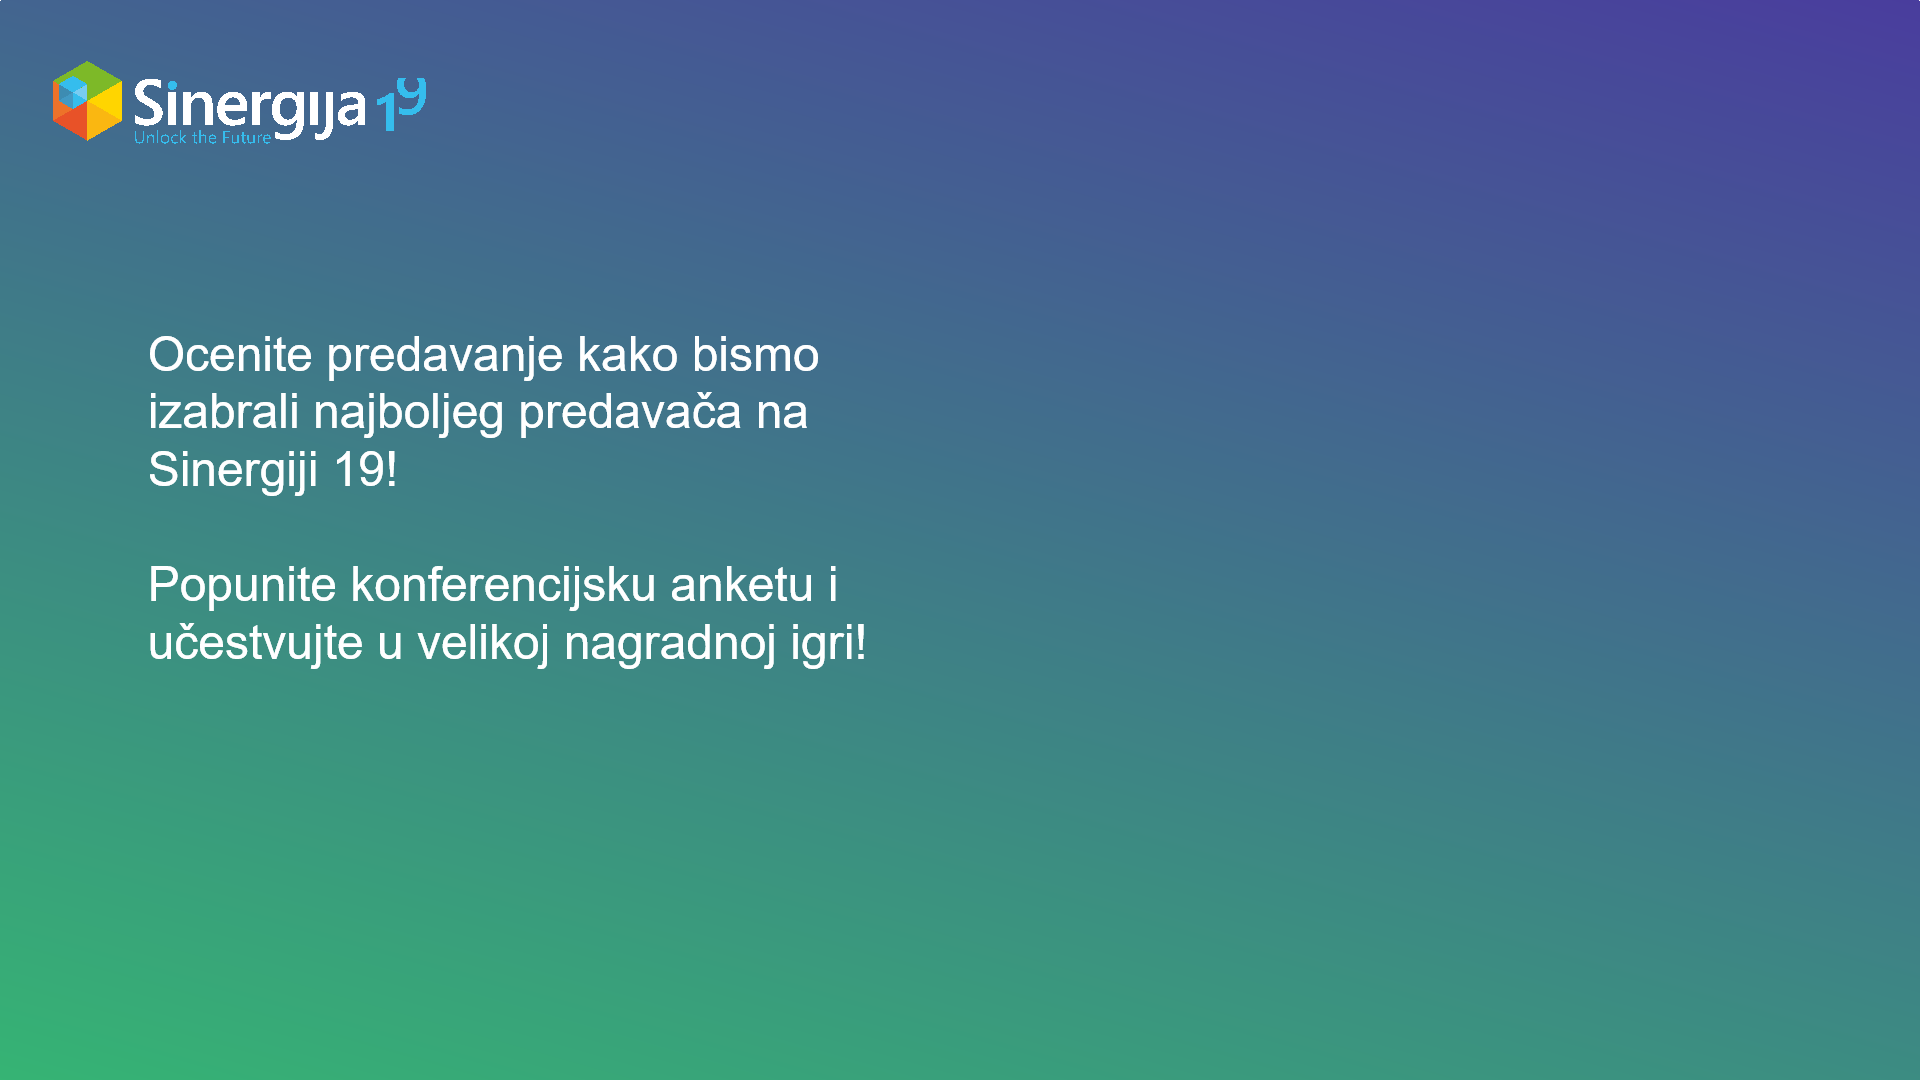 Sinergija 19
Unlock the Future
Ocenite predavanje kako bismo
izabrali najboljeg predavača na
Sinergiji 19!
Popunite konferencijsku anketu i
učestvujte u velikoj nagradnoj igri!